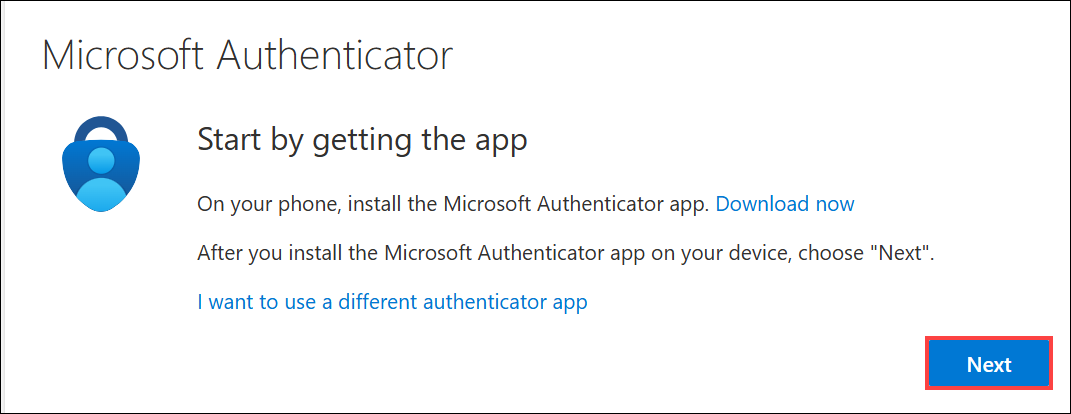 Microsoft Authenticator
Start by getting the app
On your phone, install the Microsoft Authenticator app. Download now
After you install the Microsoft Authenticator app on your device, choose "Next".
I want to use a different authenticator app
Next